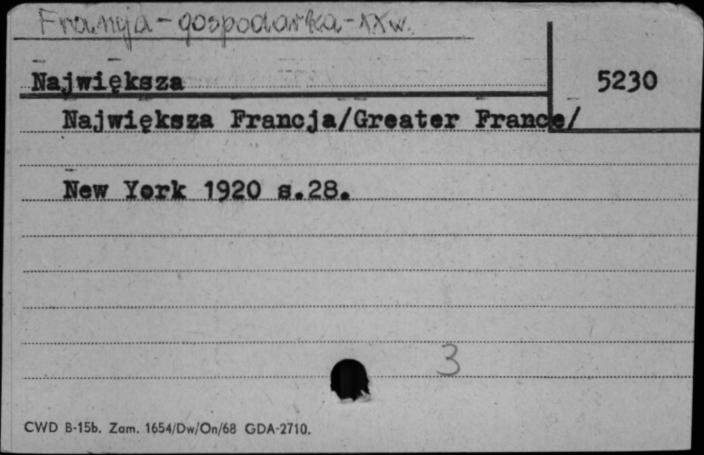 Francja - gospodarka - XX w.
Największa
5230
Największa Francja/Greater France/
New York 1920 s.28.
3
CWD B-15b. Zam. 1654/Dw/On/68 GDA-2710.